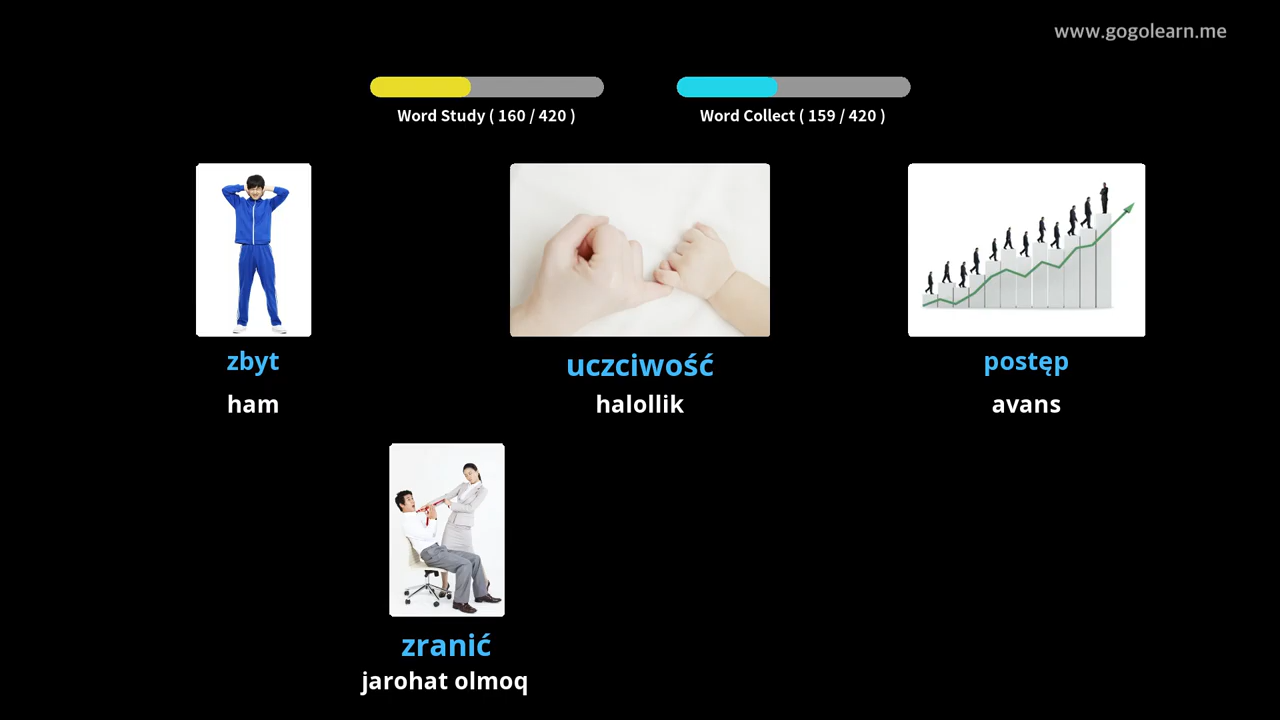 www.gogolearn.me
Word Study ( 160 / 420 )
Word Collect ( 159 / 420 )
zbyt
uczciwość
postęp
ham
halollik
avans
zranić
jarohat olmoq